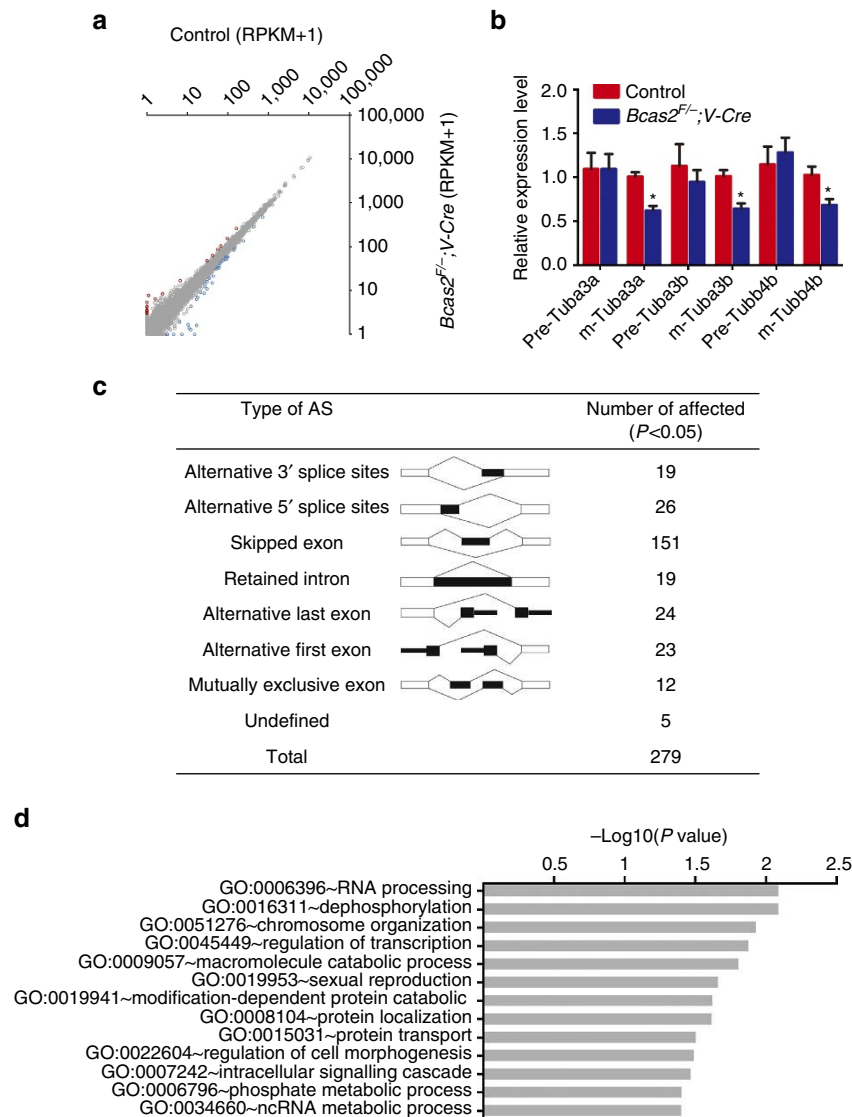 a
Control (RPKM+1)
1
10
100
1,000
10,000
100,000
100,000
10,000
1,000
100
10
1
Bcas2F/–;V-Cre (RPKM+1)
b
Relative expression level
2.0
1.5
1.0
0.5
0.0
Control
Bcas2F/–;V-Cre
*
*
*
Pre-Tuba3a
m-Tuba3a
Pre-Tuba3b
m-Tuba3b
Pre-Tubb4b
m-Tubb4b
c
Type of AS
Number of affected
(P<0.05)
Alternative 3′ splice sites 19
Alternative 5′ splice sites 26
Skipped exon 151
Retained intron 19
Alternative last exon 24
Alternative first exon 23
Mutually exclusive exon 12
Undefined 5
Total 279
d
–Log10(P value)
0.5 1 1.5 2 2.5
GO:0006396~RNA processing
GO:0016311~dephosphorylation
GO:0051276~chromosome organization
GO:0045449~regulation of transcription
GO:0009057~macromolecule catabolic process
GO:0019953~sexual reproduction
GO:0019941~modification-dependent protein catabolic
GO:0008104~protein localization
GO:0015031~protein transport
GO:0022604~regulation of cell morphogenesis
GO:0007242~intracellular signalling cascade
GO:0006796~phosphate metabolic process
GO:0034660~ncRNA metabolic process